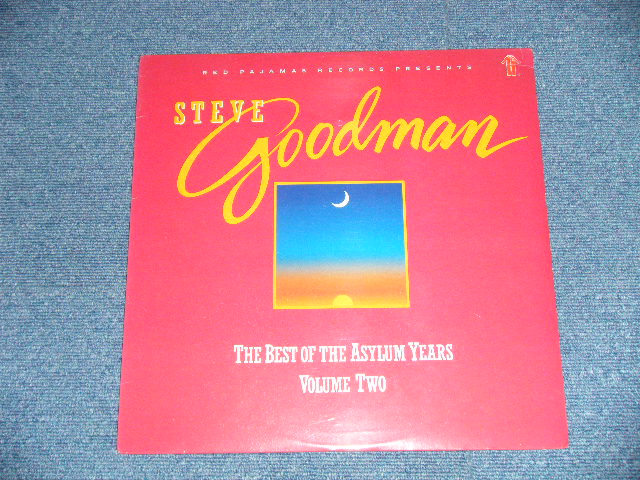 RED PAJAMAS RECORDS PRESENTS
STEVE
Goodman
THE BEST OF THE ASYLUM YEARS
VOLUME TWO